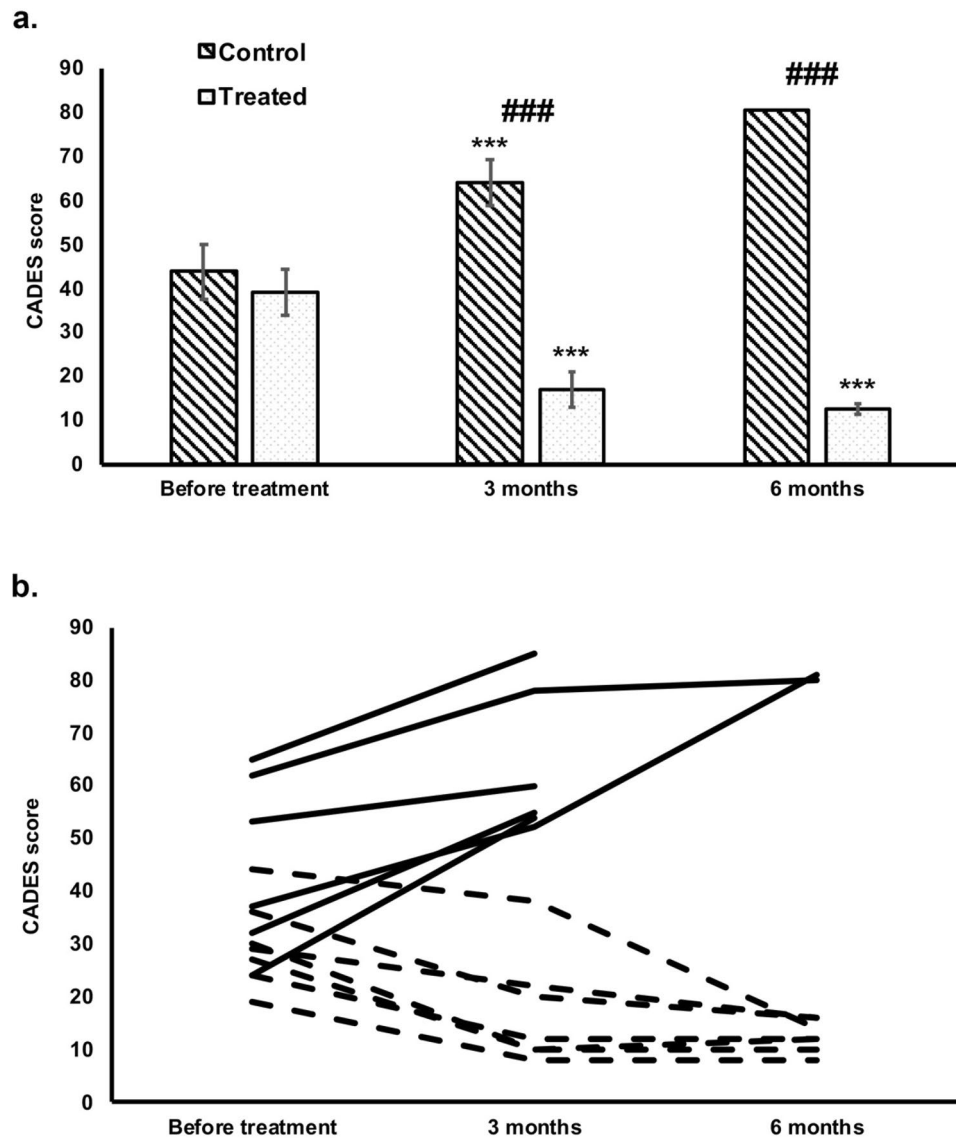 a.
Control
Treated
90
80
70
60
50
40
30
20
10
0
CADES score
###
***
***
###
***
Before treatment
3 months
6 months
b.
90
80
70
60
50
40
30
20
10
0
CADES score
Before treatment
3 months
6 months